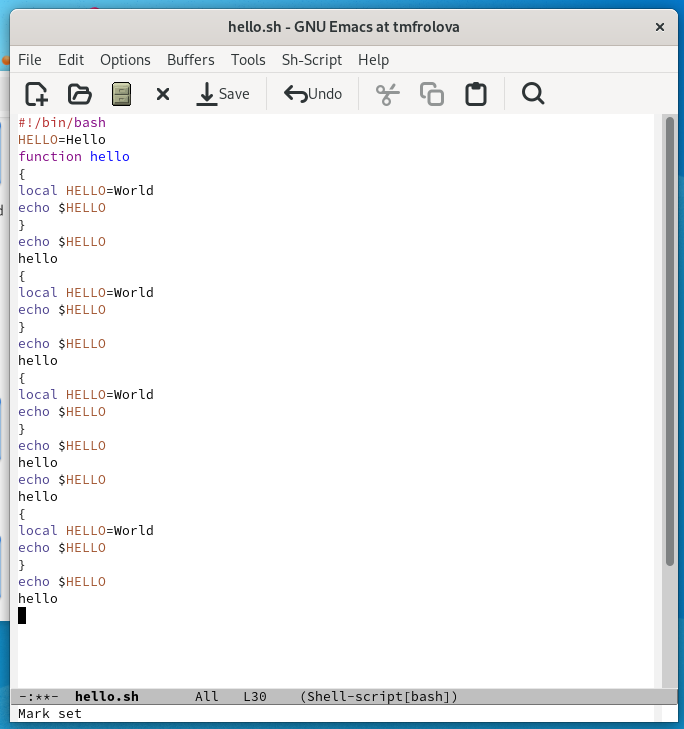 hello.sh - GNU Emacs at tmfrolova
File Edit Options Buffers Tools Sh-Script Help
Save Undo
#!/bin/bash
HELLO=Hello
function hello
{
local HELLO=World
echo $HELLO
}
echo $HELLO
hello
{
local HELLO=World
echo $HELLO
}
echo $HELLO
hello
{
local HELLO=World
echo $HELLO
}
echo $HELLO
hello
echo $HELLO
hello
{
local HELLO=World
echo $HELLO
}
echo $HELLO
hello
-:**- hello.sh All L30 (Shell-script[bash])
Mark set